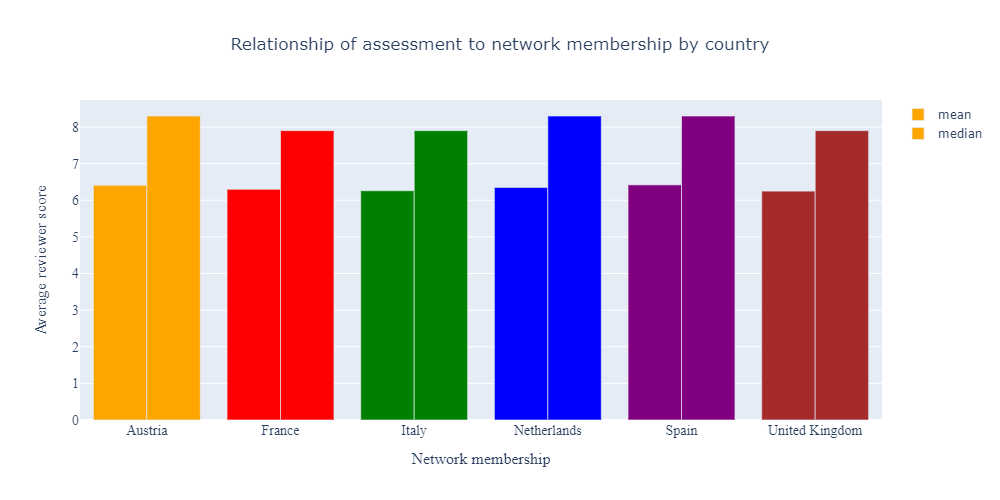 Relationship of assessment to network membership by country
mean
median
Average reviewer score
8
7
6
5
4
3
2
1
0
Austria France Italy Netherlands Spain United Kingdom
Network membership